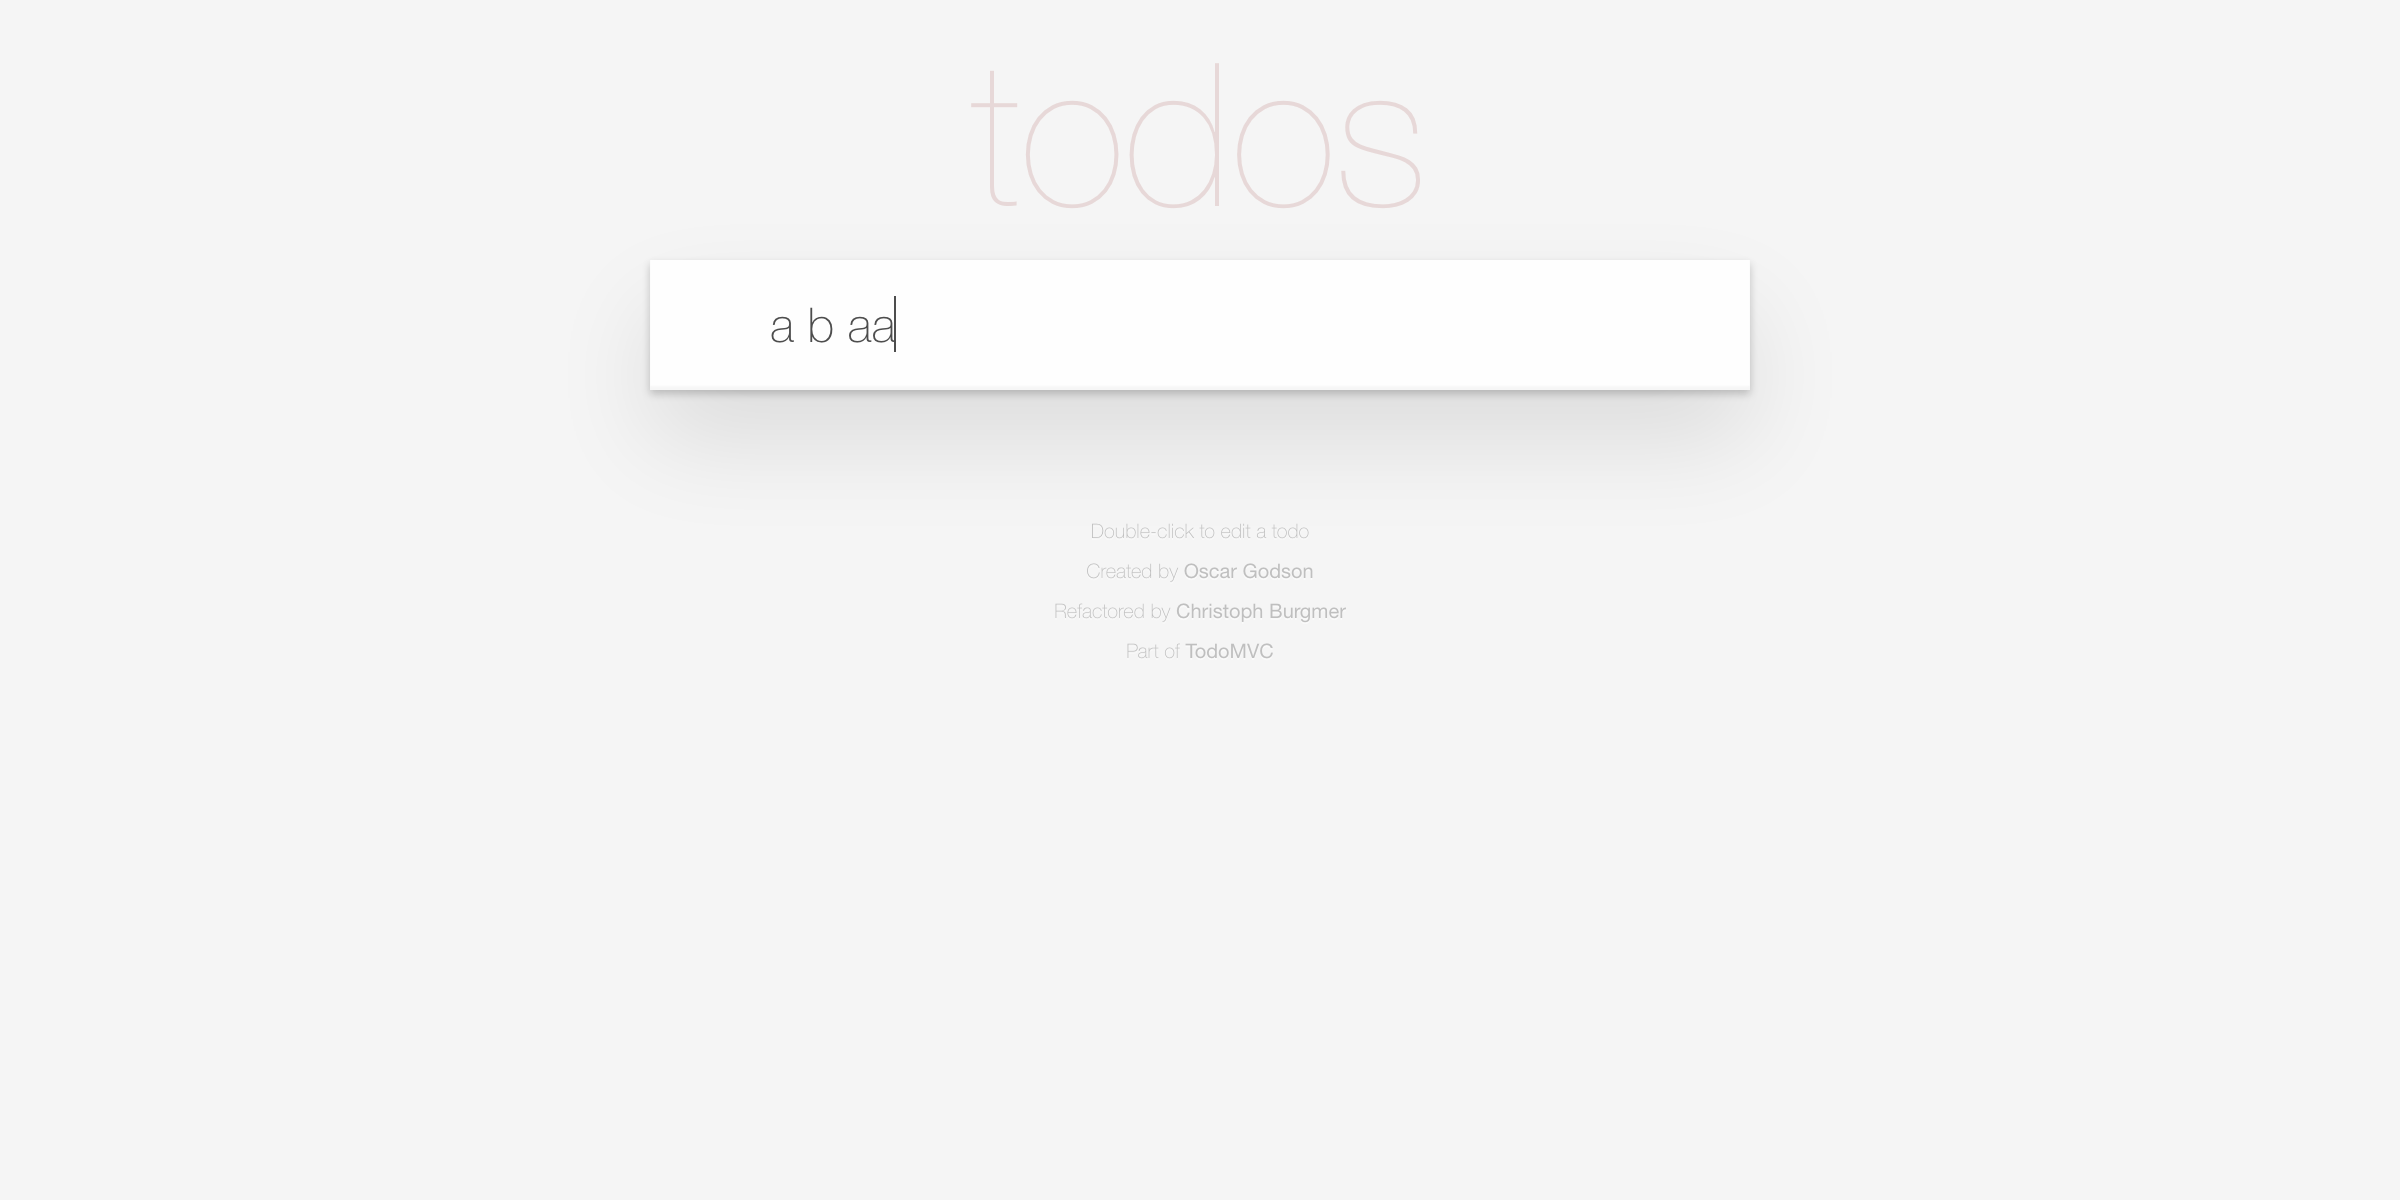 todos
a b aa
Double-click to edit a todo
Created by Oscar Godson
Refactored by Christoph Burgmer
Part of TodoMVC